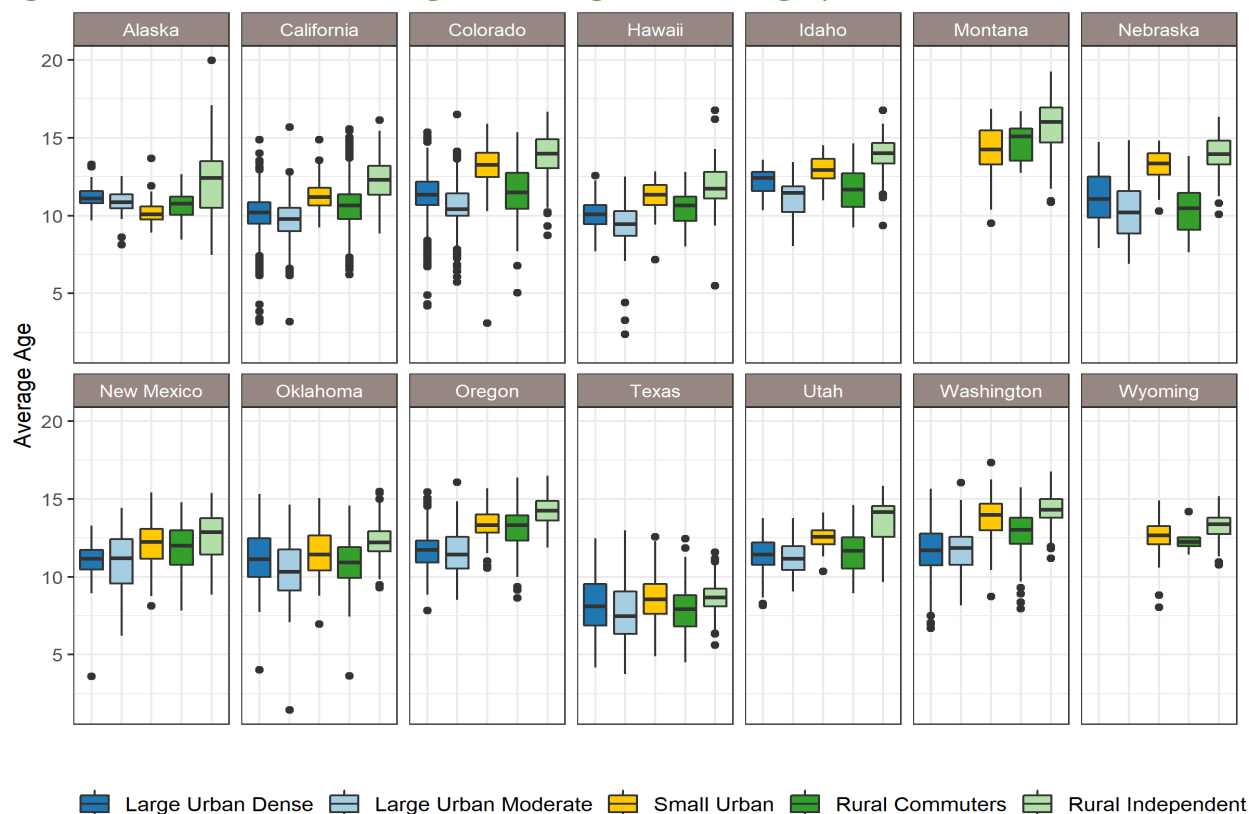 Alaska California Colorado Hawaii Idaho Montana Nebraska
20
15
10
5
Average Age
New Mexico Oklahoma Oregon Texas Utah Washington Wyoming
20
15
10
5
Large Urban Dense Large Urban Moderate Small Urban Rural Commuters Rural Independent